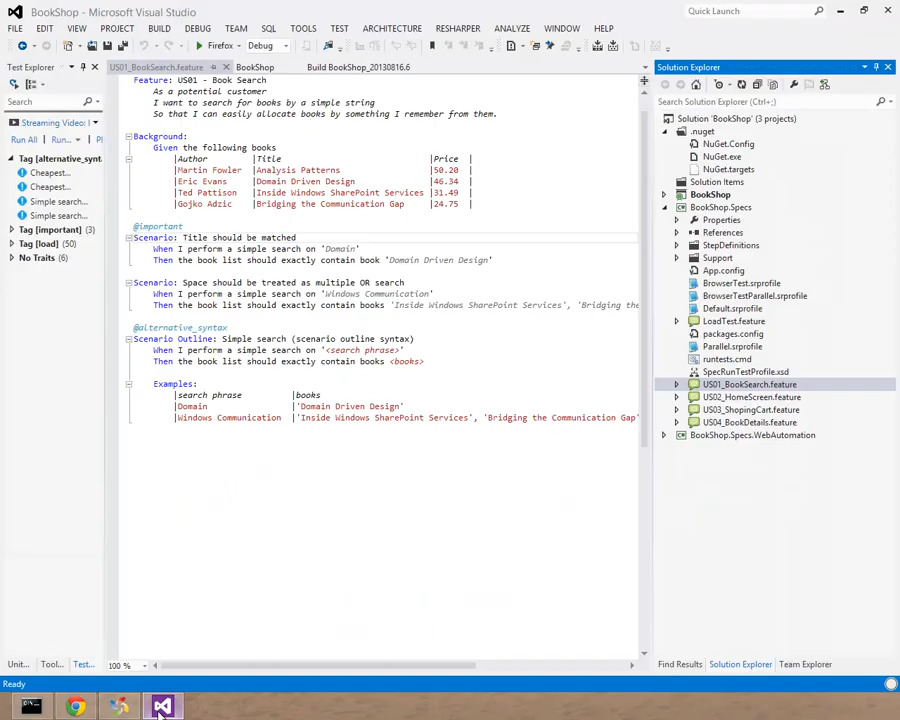 BookShop - Microsoft Visual Studio
Quick Launch
FILE EDIT VIEW PROJECT BUILD DEBUG TEAM SQL TOOLS TEST ARCHITECTURE RESHARPER ANALYZE WINDOW HELP
Firefox Debug
Test Explorer
Search
Streaming Video:
Run All Run...
Tag [alternative_synt
Cheapest...
Cheapest...
Simple search...
Simple search...
Tag [important] (3)
Tag [load] (50)
No Traits (6)
Unit... Tool... Test...
US01_BookSearch.feature BookShop Build BookShop_20130816.6
Feature: US01 - Book Search
As a potential customer
I want to search for books by a simple string
So that I can easily allocate books by something I remember from them.
Background:
Given the following books
|Author |Title |Price |
|Martin Fowler |Analysis Patterns |50.20 |
|Eric Evans |Domain Driven Design |46.34 |
|Ted Pattison |Inside Windows SharePoint Services |31.49 |
|Gojko Adzic |Bridging the Communication Gap |24.75 |
@important
Scenario: Title should be matched
When I perform a simple search on 'Domain'
Then the book list should exactly contain book 'Domain Driven Design'
Scenario: Space should be treated as multiple OR search
When I perform a simple search on 'Windows Communication'
Then the book list should exactly contain books 'Inside Windows SharePoint Services', 'Bridging the
@alternative_syntax
Scenario Outline: Simple search (scenario outline syntax)
When I perform a simple search on '<search phrase>'
Then the book list should exactly contain books <books>
Examples:
|search phrase |books
|Domain |'Domain Driven Design'
|Windows Communication |'Inside Windows SharePoint Services', 'Bridging the Communication Gap'
100 %
Solution Explorer
Search Solution Explorer (Ctrl+;)
Solution 'BookShop' (3 projects)
.nuget
NuGet.Config
NuGet.exe
NuGet.targets
Solution Items
BookShop
BookShop.Specs
Properties
References
StepDefinitions
Support
App.config
BrowserTest.srprofile
BrowserTestParallel.srprofile
Default.srprofile
LoadTest.feature
packages.config
Parallel.srprofile
runtests.cmd
SpecRunTestProfile.xsd
US01_BookSearch.feature
US02_HomeScreen.feature
US03_ShopingCart.feature
US04_BookDetails.feature
BookShop.Specs.WebAutomation
Find Results Solution Explorer Team Explorer
Ready